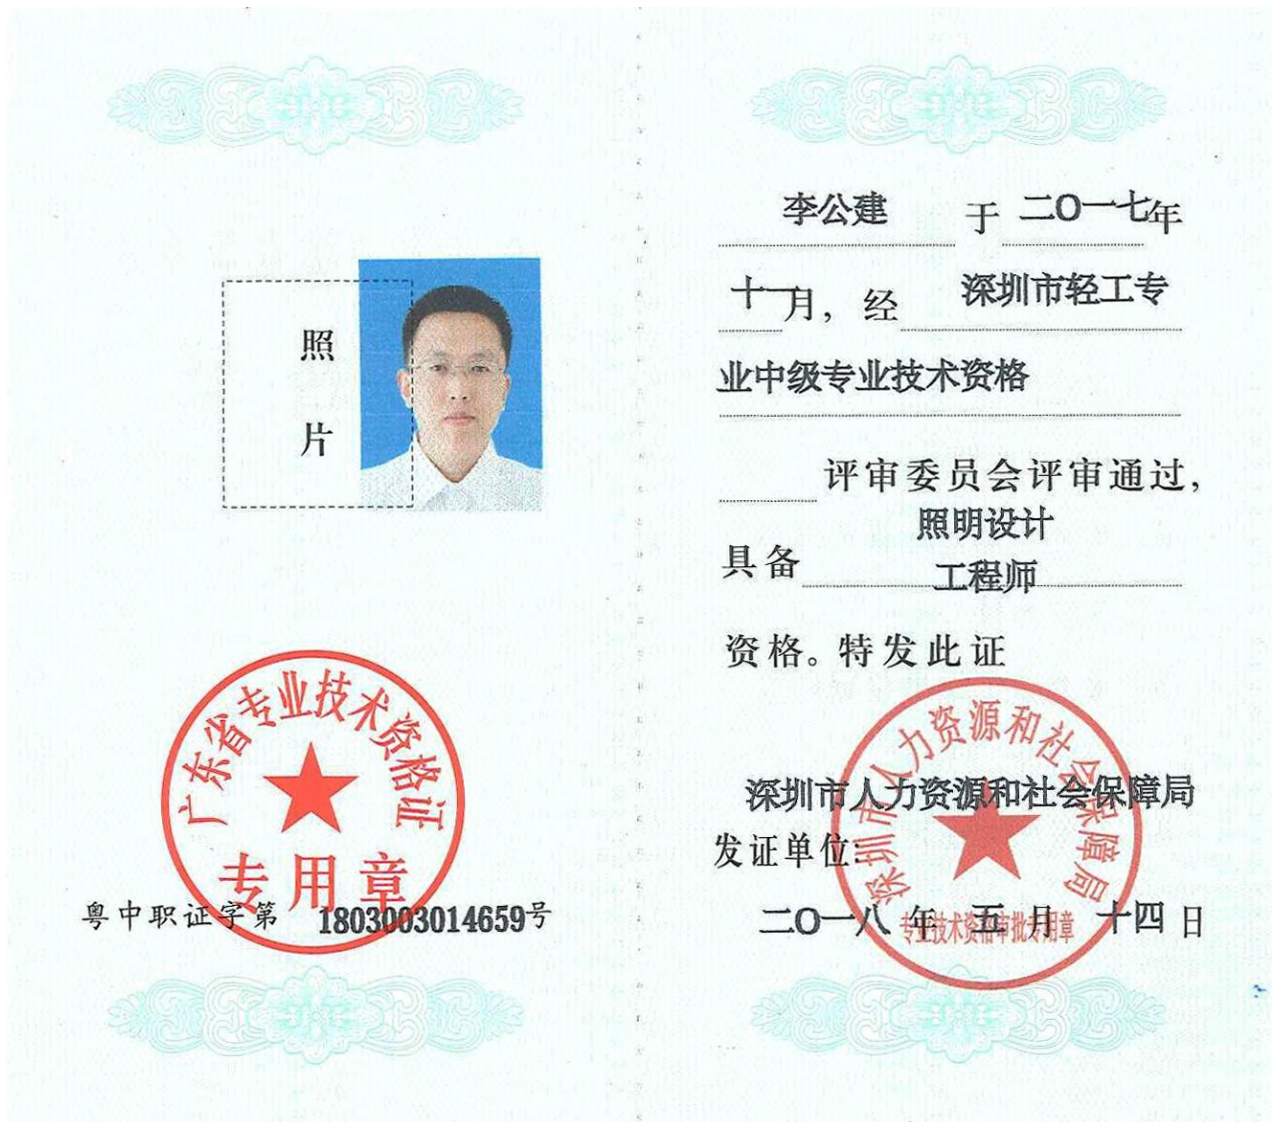 照
片
广东省专业技术资格证
专用章
粤中职证字第 1803003014659号
李公建 于 二〇一七年
十一月，经 深圳市轻工专
业中级专业技术资格
评审委员会评审通过，
照明设计
具备 工程师
资格。特发此证
深圳市人力资源和社会保障局
深圳市人力资源和社会保障局
发证单位:
二〇一八 年 五 月 十四 日
专业技术资格审批专用章